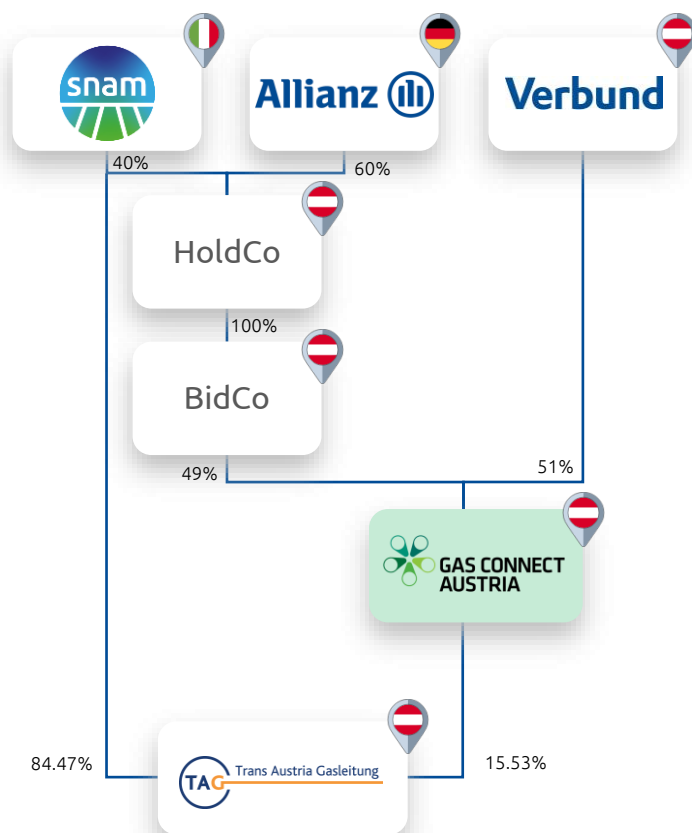 snam
Allianz
Verbund
40%
60%
HoldCo
100%
BidCo
49%
51%
GAS CONNECT
AUSTRIA
84.47%
TAG Trans Austria Gasleitung
15.53%